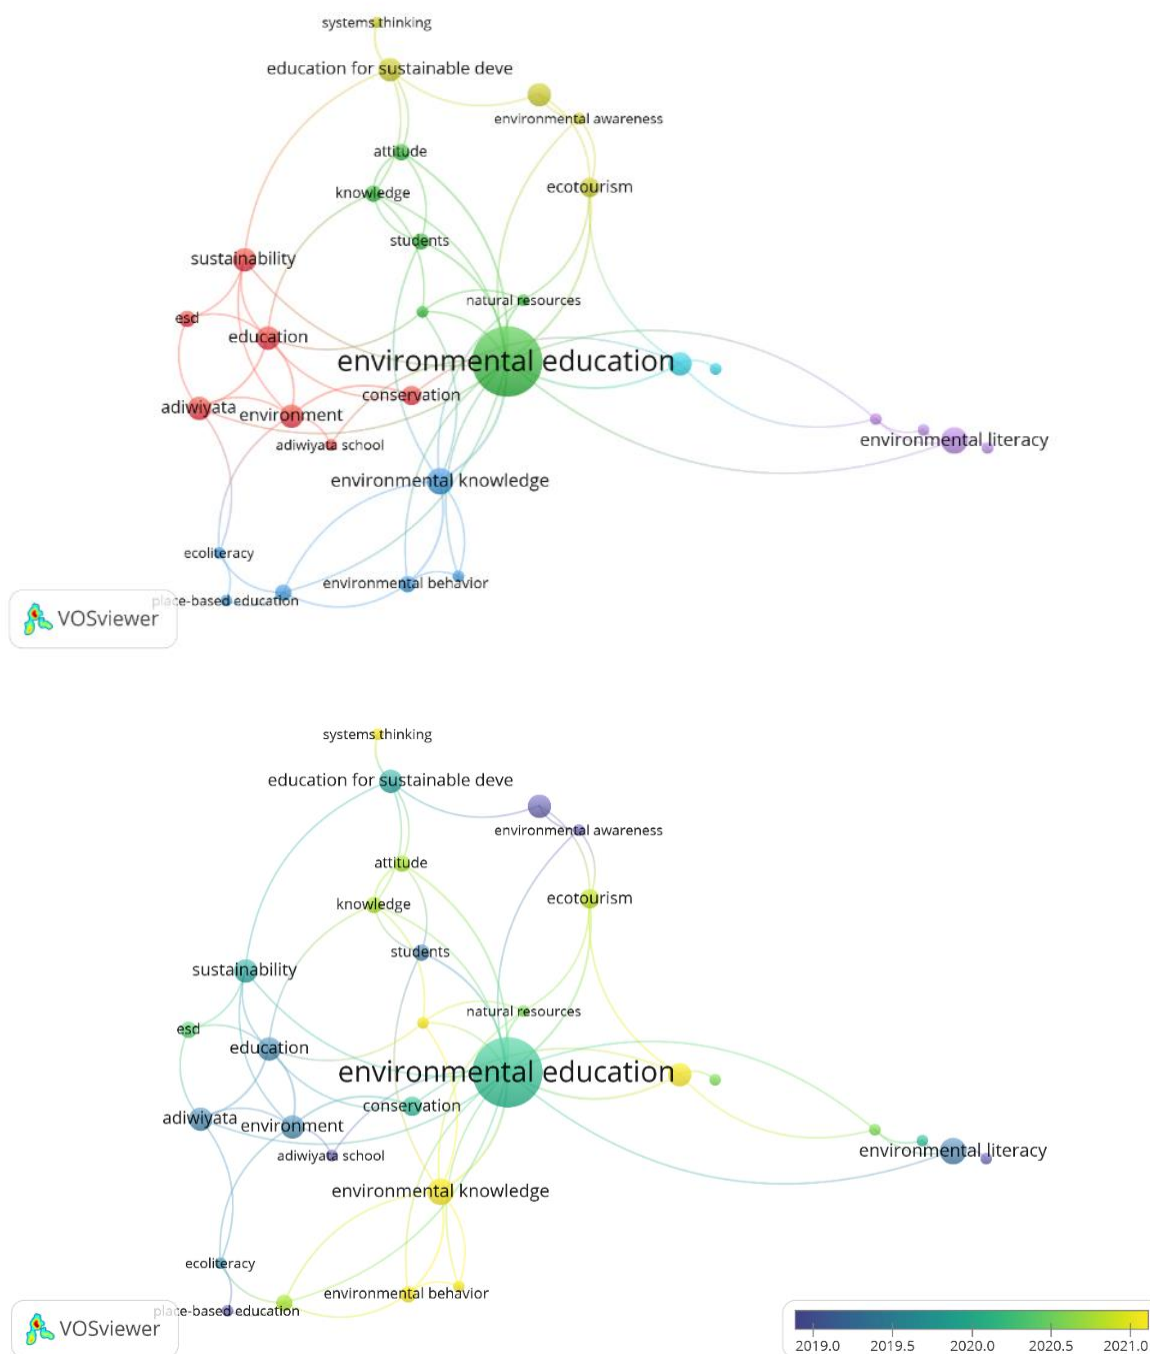 systems thinking
education for sustainable deve
environmental awareness
attitude
ecotourism
knowledge
students
sustainability
natural resources
esd
education
environmental education
conservation
adiwiyata
environment
environmental literacy
adiwiyata school
environmental knowledge
ecoliteracy
environmental behavior
place-based education
VOSviewer
systems thinking
education for sustainable deve
environmental awareness
attitude
ecotourism
knowledge
students
sustainability
natural resources
esd
education
environmental education
conservation
adiwiyata
environment
environmental literacy
adiwiyata school
environmental knowledge
ecoliteracy
environmental behavior
place-based education
VOSviewer
2019.0 2019.5 2020.0 2020.5 2021.0